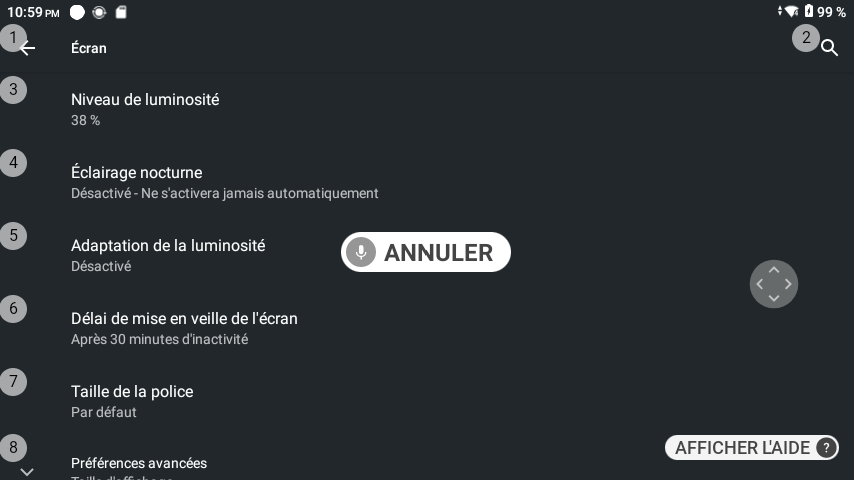 10:59 PM 99 %
1 Écran 2
3 Niveau de luminosité
38 %
4 Éclairage nocturne
Désactivé - Ne s'activera jamais automatiquement
5 Adaptation de la luminosité
Désactivé
ANNULER
6 Délai de mise en veille de l'écran
Après 30 minutes d'inactivité
7 Taille de la police
Par défaut
8 Préférences avancées
AFFICHER L'AIDE ?
Taille d'affichage